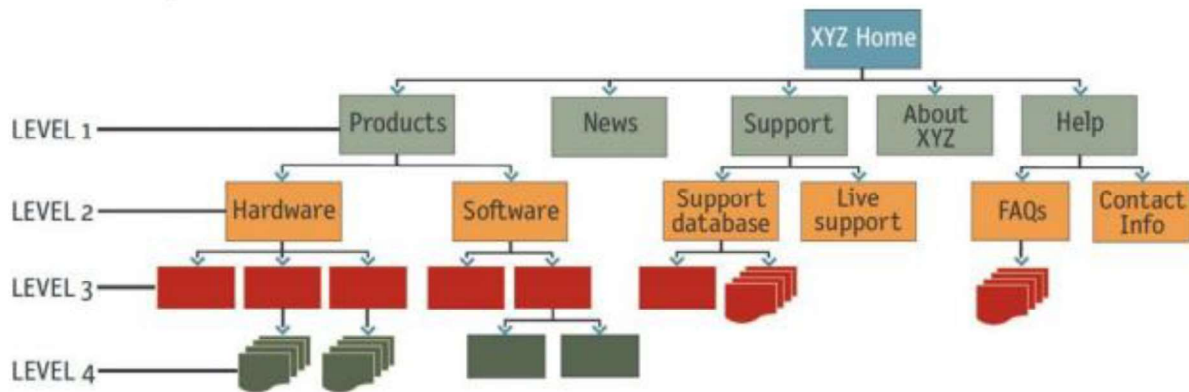 XYZ Home
LEVEL 1
Products
News
Support
About
XYZ
Help
LEVEL 2
Hardware
Software
Support
database
Live
support
FAQs
Contact
Info
LEVEL 3
LEVEL 4